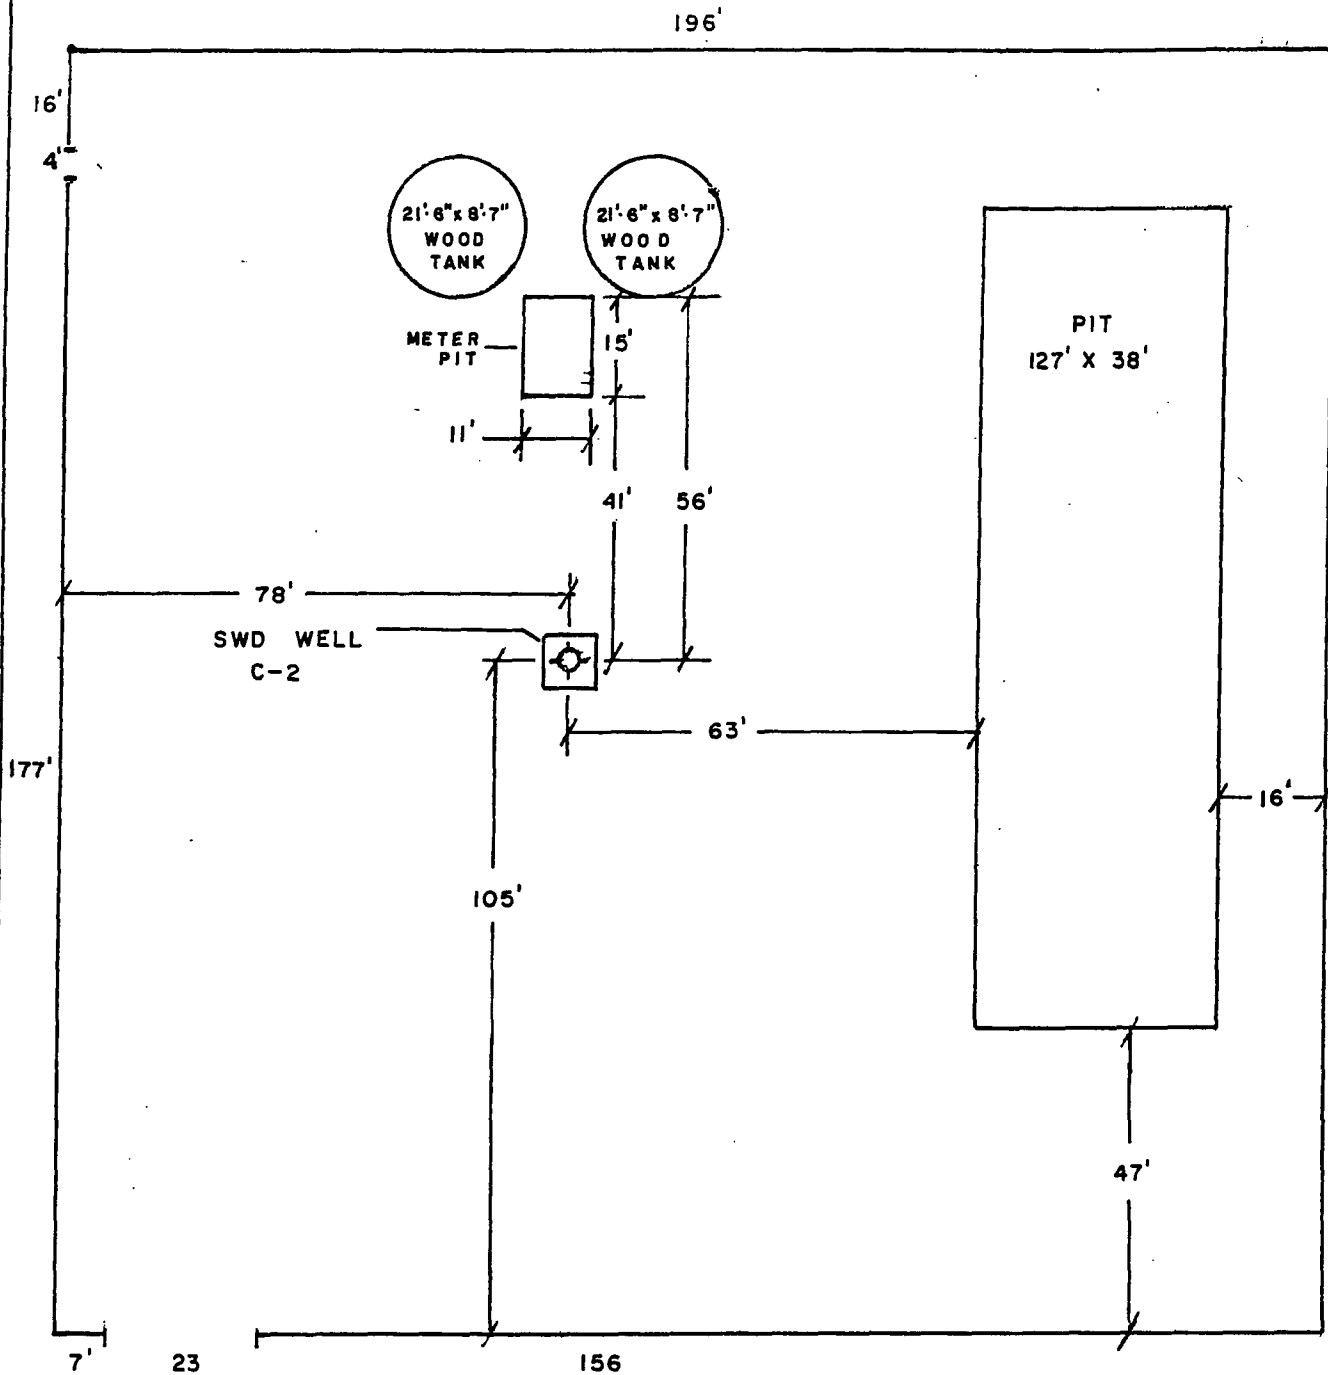 196'
16'
4'
21'-6" x 8'-7"
WOOD
TANK
21'-6" x 8'-7"
WOOD
TANK
METER
PIT
15'
PIT
127' X 38'
11'
41'
56'
78'
SWD WELL
C-2
63'
177'
16'
105'
47'
7'
23
156